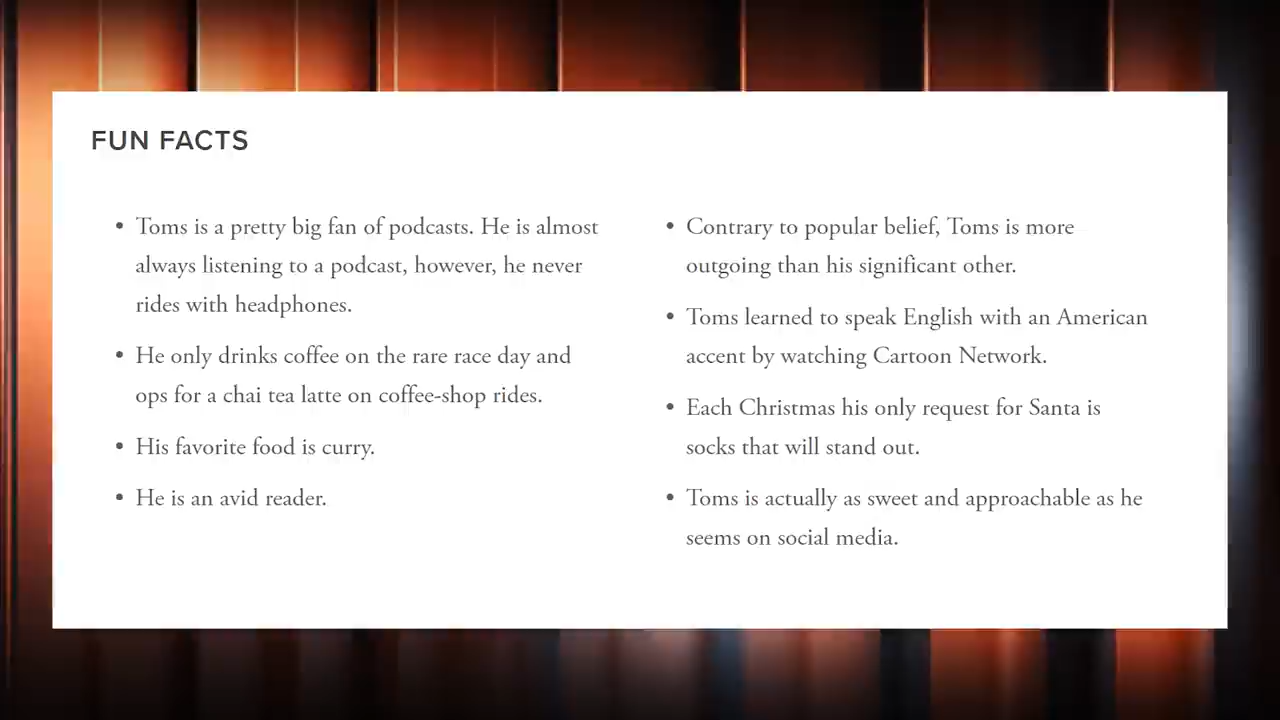 FUN FACTS
• Toms is a pretty big fan of podcasts. He is almost
always listening to a podcast, however, he never
rides with headphones.
• He only drinks coffee on the rare race day and
ops for a chai tea latte on coffee-shop rides.
• His favorite food is curry.
• He is an avid reader.
• Contrary to popular belief, Toms is more
outgoing than his significant other.
• Toms learned to speak English with an American
accent by watching Cartoon Network.
• Each Christmas his only request for Santa is
socks that will stand out.
• Toms is actually as sweet and approachable as he
seems on social media.